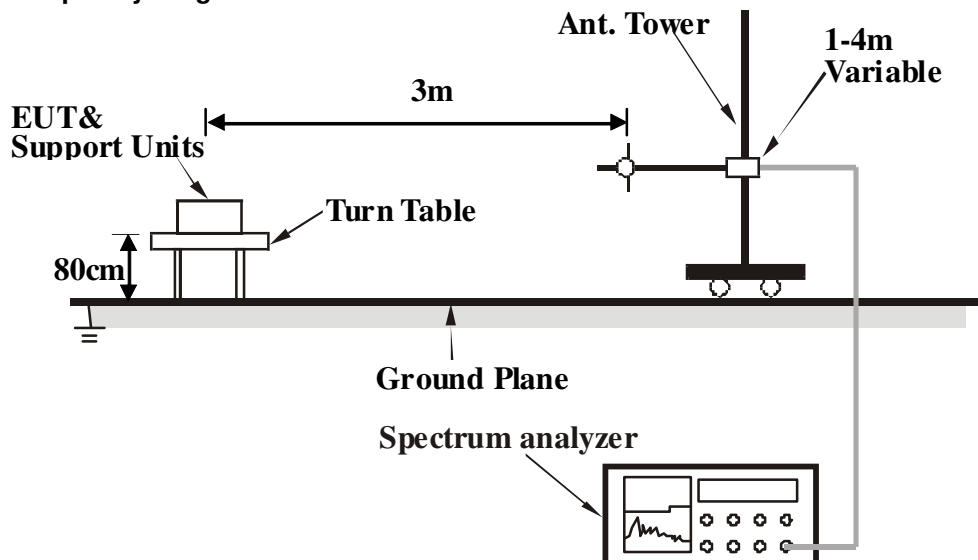 Ant. Tower
1-4m
Variable
3m
EUT&
Support Units
Turn Table
80cm
Ground Plane
Spectrum analyzer